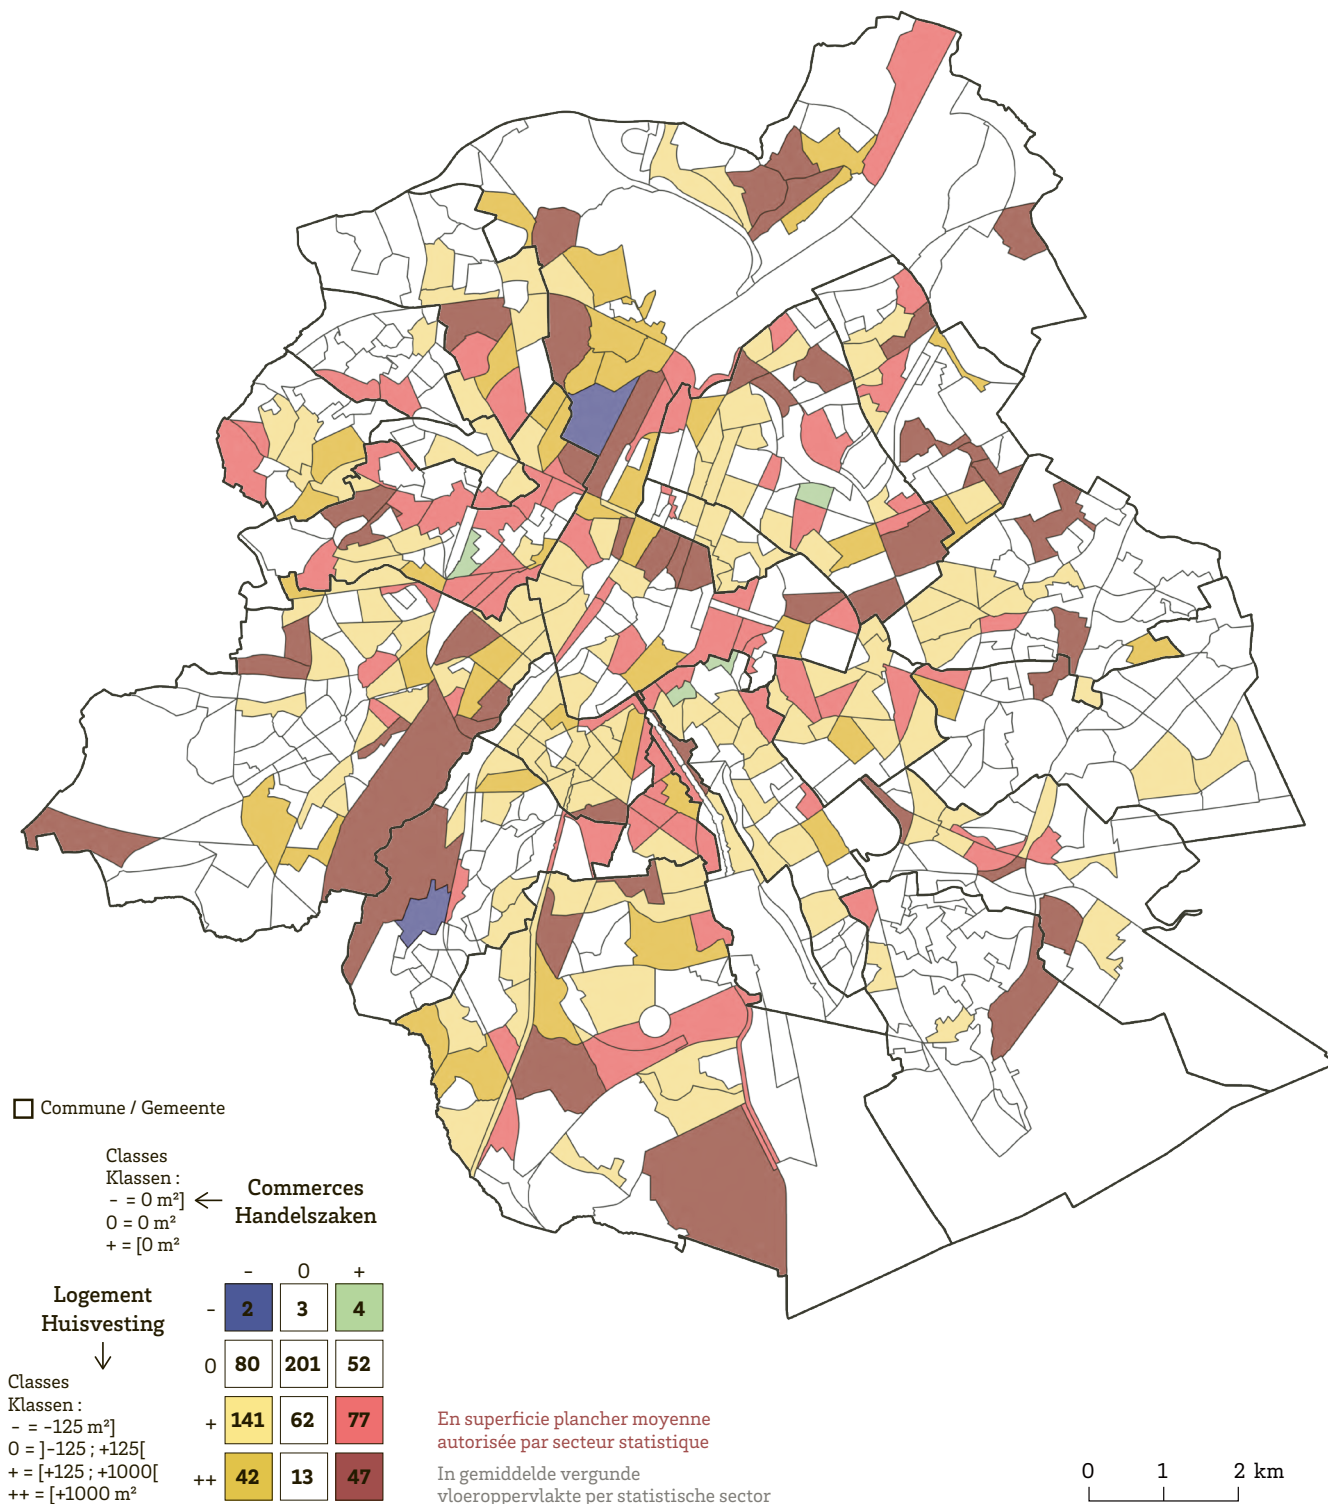 Commune / Gemeente
Classes
Klassen :
- = 0 m²]
0 = 0 m²
+ = [0 m²
Commerces
Handelszaken
- 0 +
Logement
Huisvesting
Classes
Klassen :
- = -125 m²]
0 = ]-125 ; +125[
+ = [+125 ; +1000[
++ = [+1000 m²
- 2 3 4
0 80 201 52
+ 141 62 77
++ 42 13 47
En superficie plancher moyenne
autorisée par secteur statistique
In gemiddelde vergunde
vloeroppervlakte per statistische sector
0 1 2 km